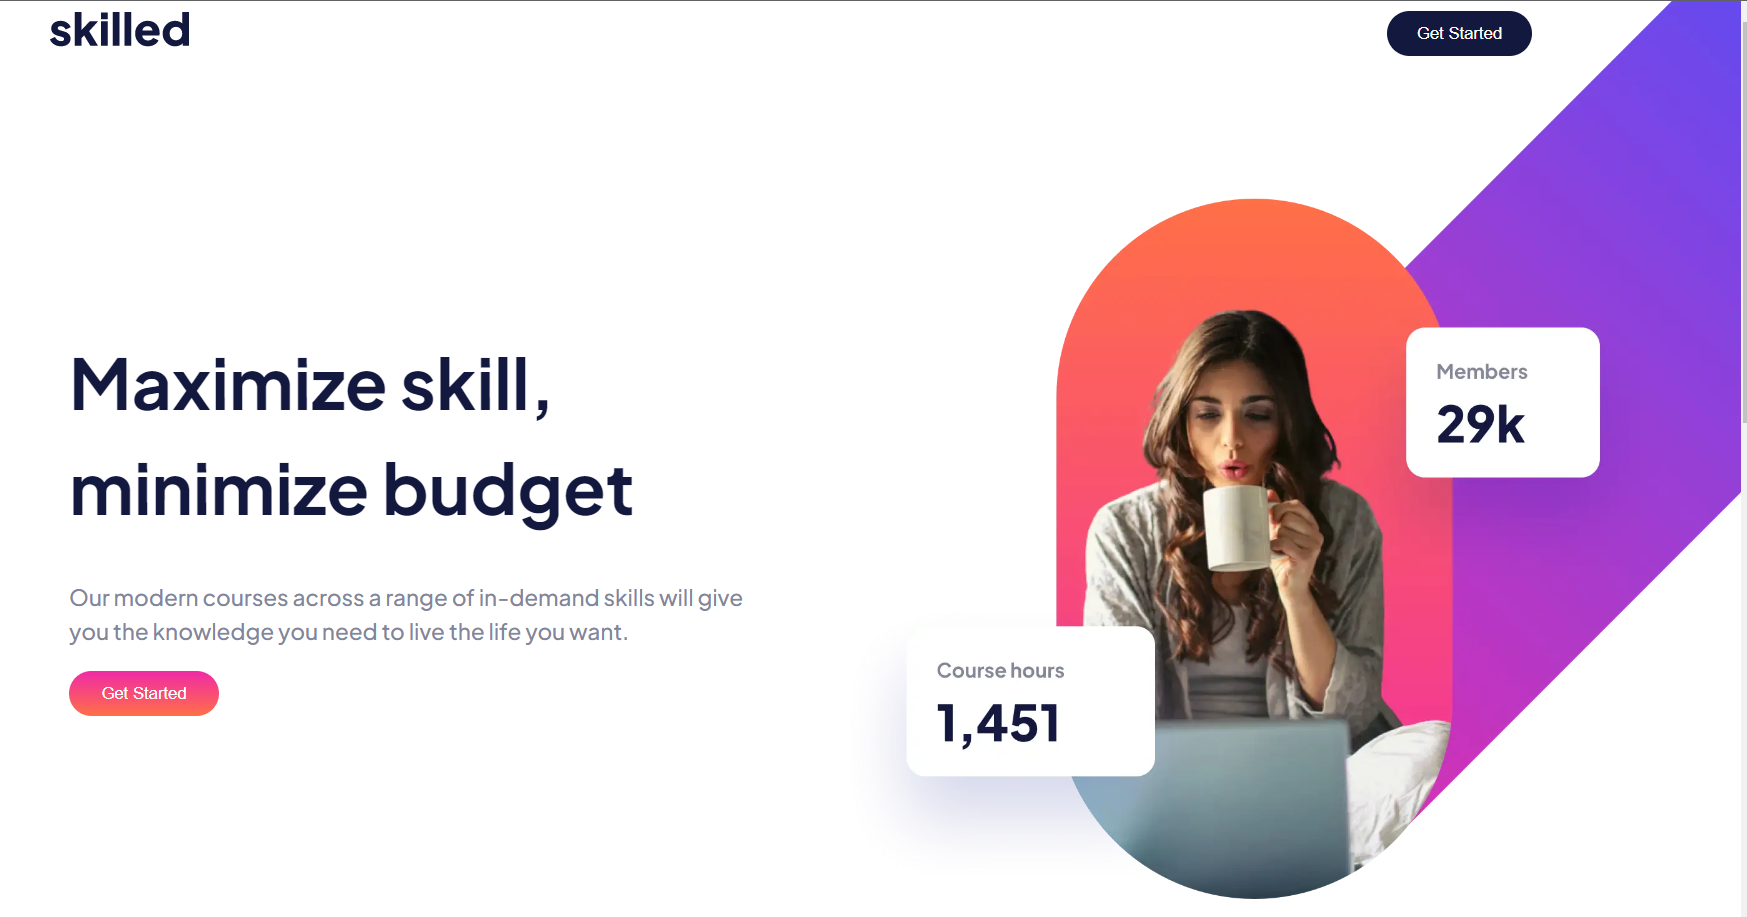 skilled
Get Started
Maximize skill,
minimize budget
Our modern courses across a range of in-demand skills will give
you the knowledge you need to live the life you want.
Get Started
Members
29k
Course hours
1,451